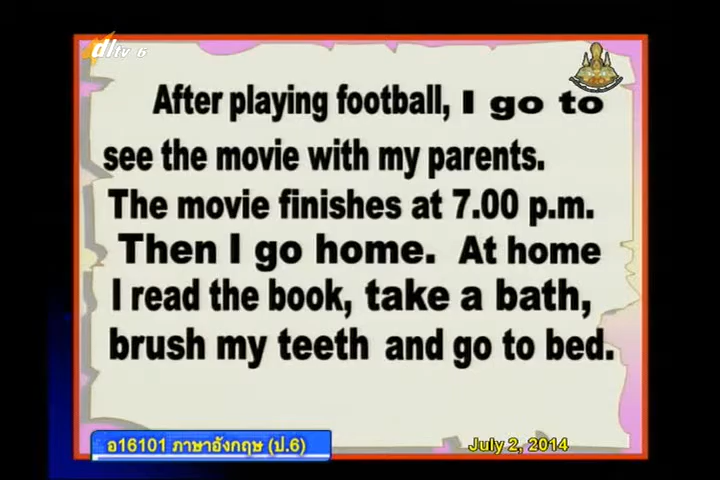 dltv 6
After playing football, I go to
see the movie with my parents.
The movie finishes at 7.00 p.m.
Then I go home. At home
I read the book, take a bath,
brush my teeth and go to bed.
อ16101 ภาษาอังกฤษ (ป.6)
July 2, 2014